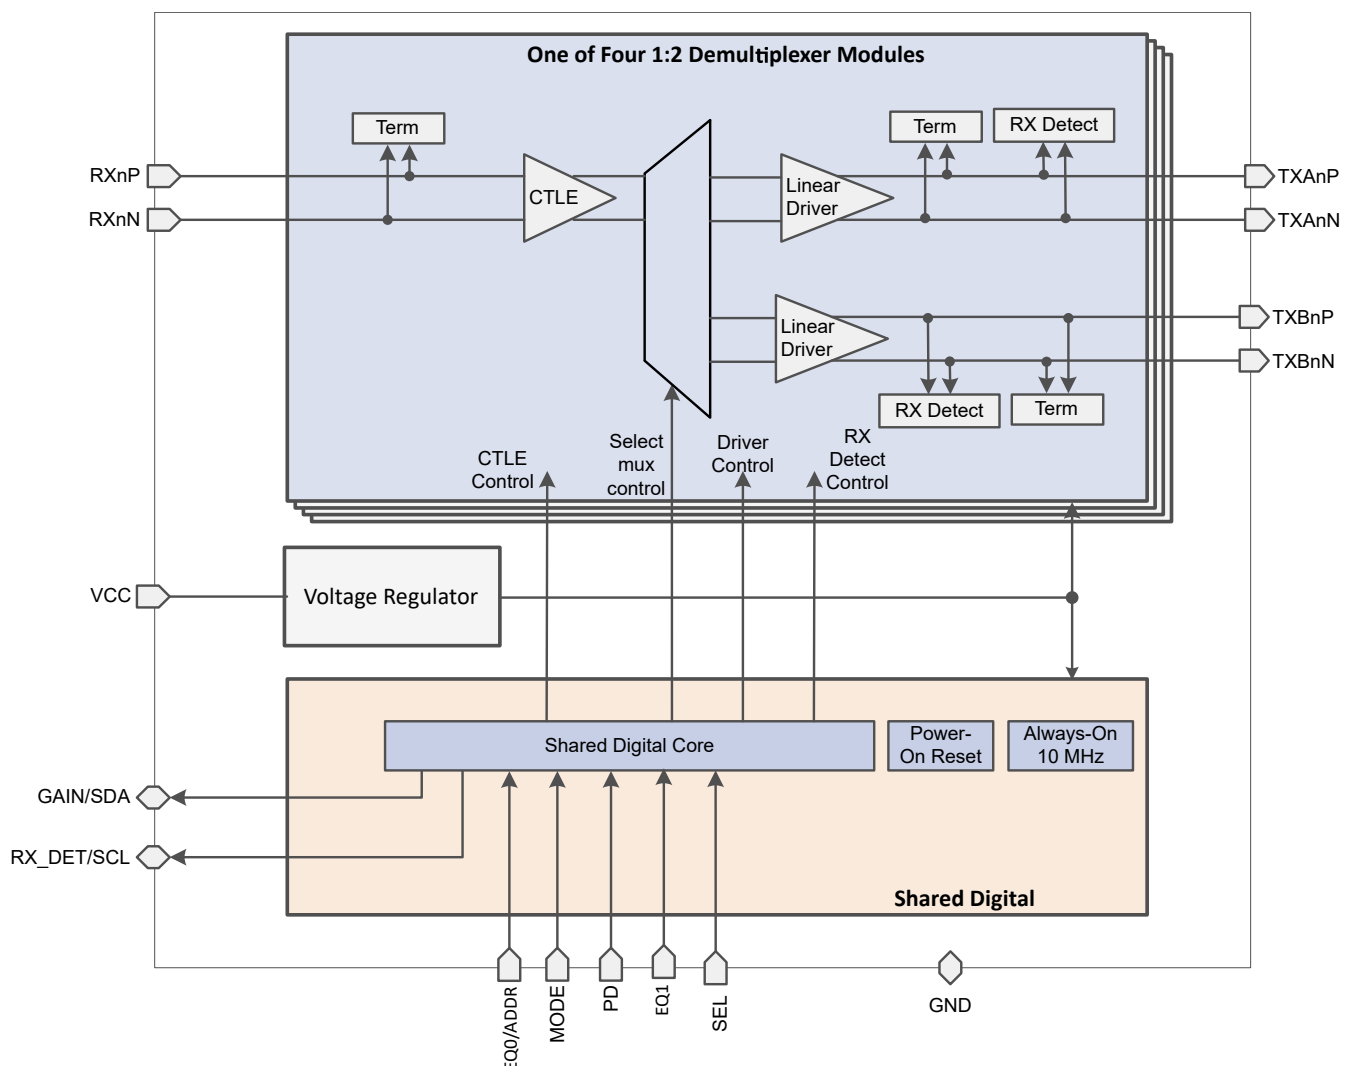 One of Four 1:2 Demultiplexer Modules
Term
Term
RX Detect
RXnP
RXnN
CTLE
Linear
Driver
TXAnP
TXAnN
Linear
Driver
TXBnP
TXBnN
RX Detect
Term
CTLE
Control
Select
mux
control
Driver
Control
RX
Detect
Control
VCC
Voltage Regulator
Shared Digital Core
Power-
On Reset
Always-On
10 MHz
GAIN/SDA
RX_DET/SCL
Shared Digital
EQ0/ADDR
MODE
PD
EQ1
SEL
GND